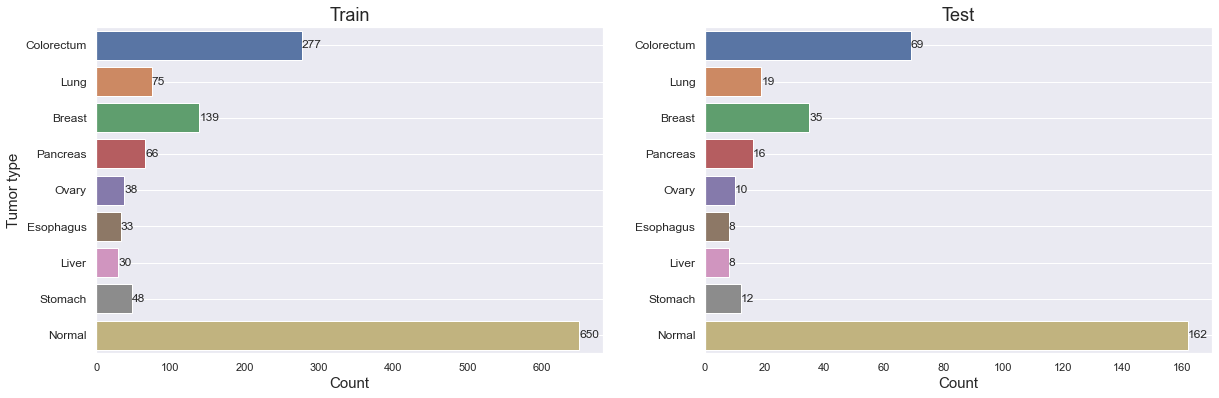 Train
Tumor type
Colorectum 277
Lung 75
Breast 139
Pancreas 66
Ovary 38
Esophagus 33
Liver 30
Stomach 48
Normal 650
0 100 200 300 400 500 600
Count
Test
Colorectum 69
Lung 19
Breast 35
Pancreas 16
Ovary 10
Esophagus 8
Liver 8
Stomach 12
Normal 162
0 20 40 60 80 100 120 140 160
Count